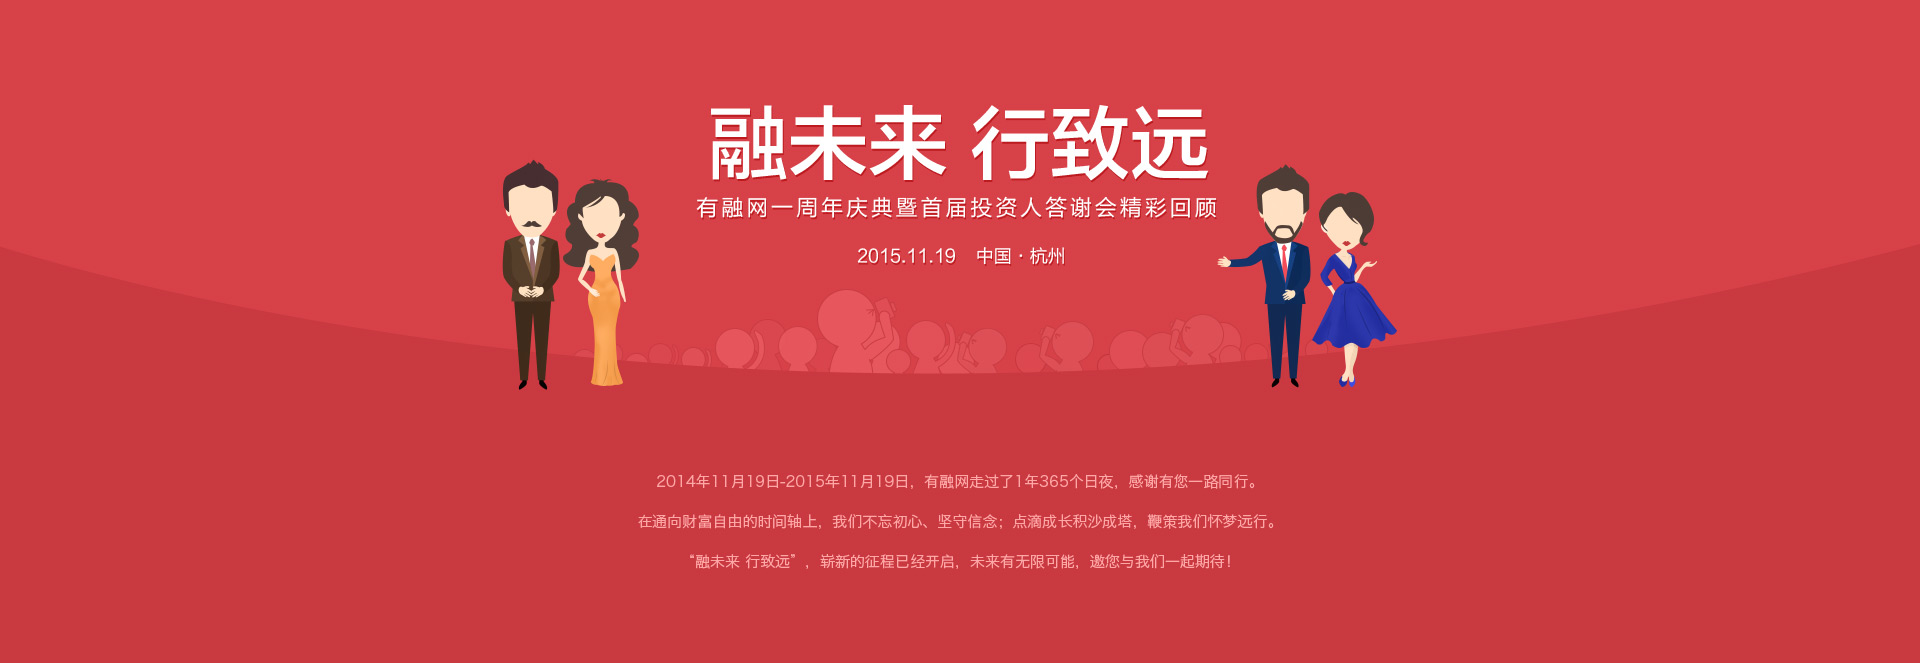 融未来 行致远
有融网一周年庆典暨首届投资人答谢会精彩回顾
2015.11.19 中国·杭州
2014年11月19日-2015年11月19日，有融网走过了1年365个日夜，感谢有您一路同行。
在通向财富自由的时间轴上，我们不忘初心、坚守信念；点滴成长积沙成塔，鞭策我们怀梦远行。
“融未来 行致远”，崭新的征程已经开启，未来有无限可能，邀您与我们一起期待！